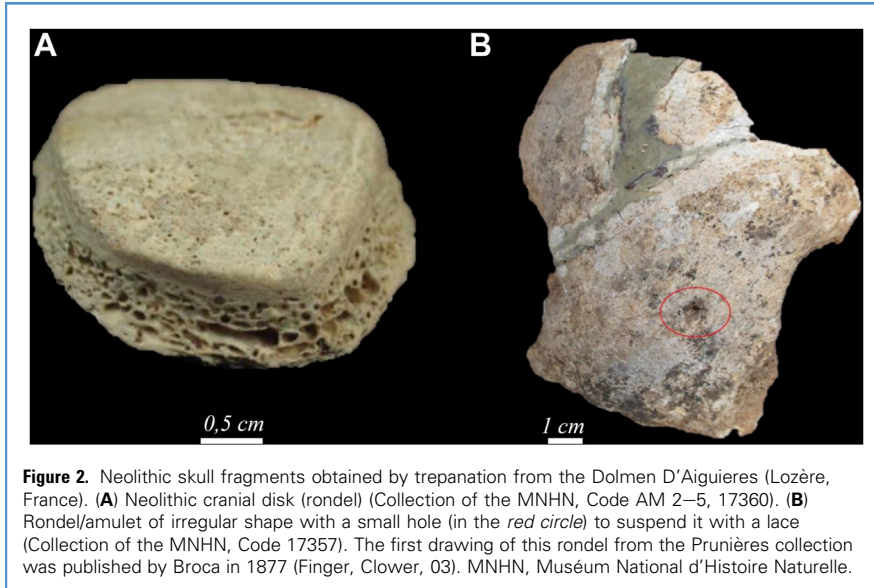 A
B
0,5 cm
1 cm
Figure 2. Neolithic skull fragments obtained by trepanation from the Dolmen D'Aiguieres (Lozère,
France). (A) Neolithic cranial disk (rondel) (Collection of the MNHN, Code AM 2–5, 17360). (B)
Rondel/amulet of irregular shape with a small hole (in the red circle) to suspend it with a lace
(Collection of the MNHN, Code 17357). The first drawing of this rondel from the Prunières collection
was published by Broca in 1877 (Finger, Clower, 03). MNHN, Muséum National d'Histoire Naturelle.